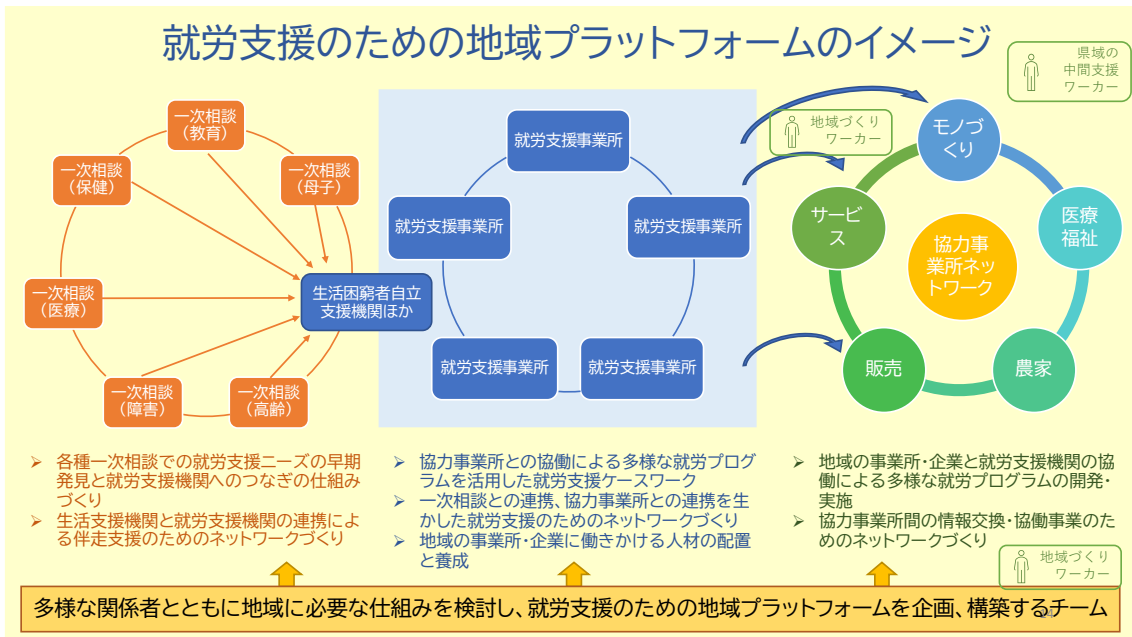 就労支援のための地域プラットフォームのイメージ
県域の
中間支援
ワーカー
一次相談
（教育）
一次相談
（保健）
一次相談
（母子）
一次相談
（医療）
生活困窮者自立
支援機関ほか
一次相談
（障害）
一次相談
（高齢）
就労支援事業所
就労支援事業所
就労支援事業所
就労支援事業所
就労支援事業所
地域づくり
ワーカー
モノづ
くり
サービ
ス
医療
福祉
協力事
業所ネッ
トワーク
販売
農家
➢ 各種一次相談での就労支援ニーズの早期
発見と就労支援機関へのつなぎの仕組み
づくり
➢ 生活支援機関と就労支援機関の連携によ
る伴走支援のためのネットワークづくり
➢ 協力事業所との協働による多様な就労プログ
ラムを活用した就労支援ケースワーク
➢ 一次相談との連携、協力事業所との連携を生
かした就労支援のためのネットワークづくり
➢ 地域の事業所・企業に働きかける人材の配置
と養成
➢ 地域の事業所・企業と就労支援機関の協
働による多様な就労プログラムの開発・
実施
➢ 協力事業所間の情報交換・協働事業のた
めのネットワークづくり
地域づくり
ワーカー
多様な関係者とともに地域に必要な仕組みを検討し、就労支援のための地域プラットフォームを企画、構築するチーム